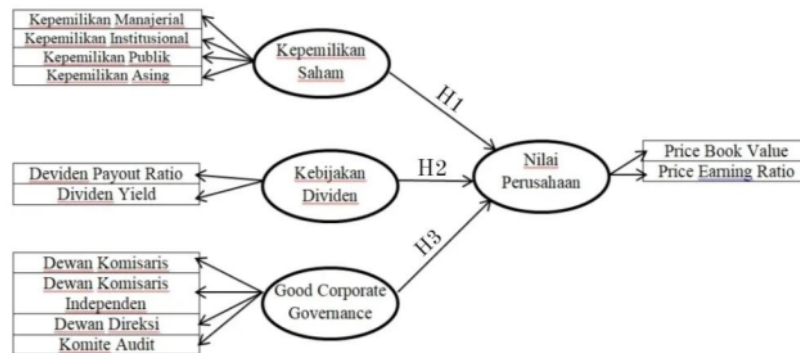 Kepemilikan Manajerial
Kepemilikan Institusional
Kepemilikan Publik
Kepemilikan Asing
Kepemilikan
Saham
H1
Deviden Payout Ratio
Dividen Yield
Kebijakan
Dividen
H2
Nilai
Perusahaan
Price Book Value
Price Earning Ratio
H3
Dewan Komisaris
Dewan Komisaris
Independen
Dewan Direksi
Komite Audit
Good Corporate
Governance